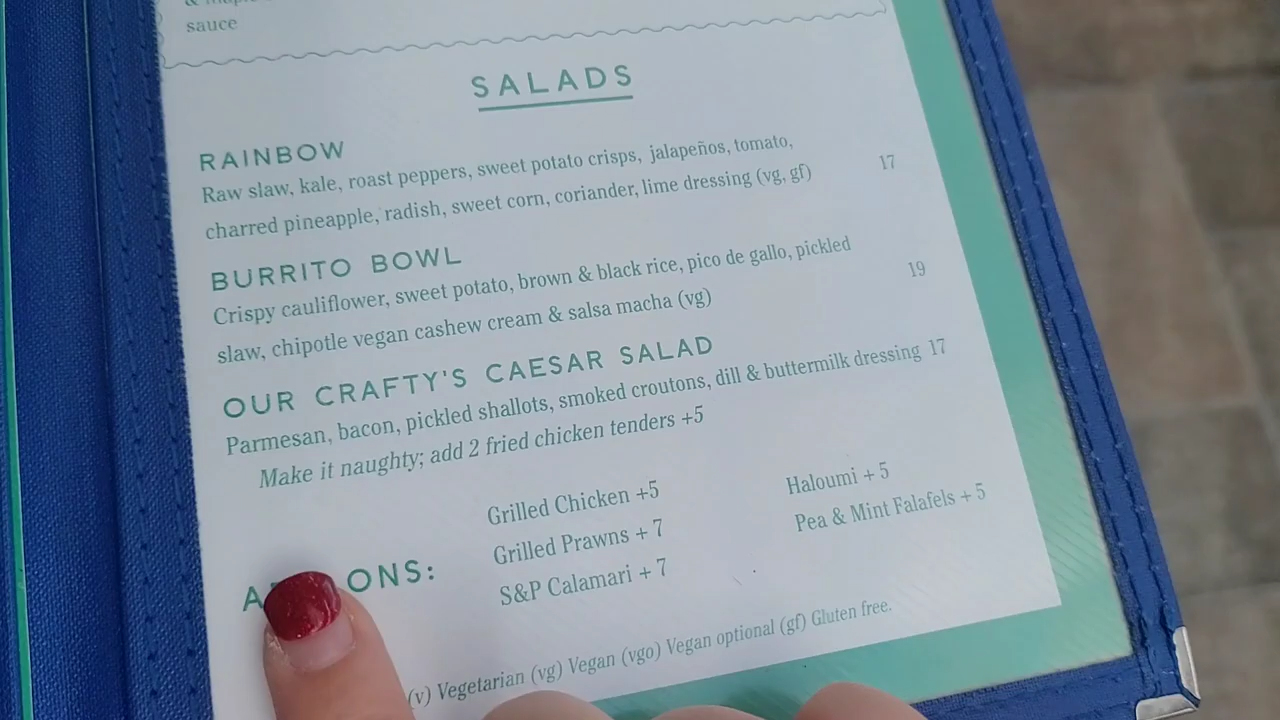 sauce
SALADS
RAINBOW
Raw slaw, kale, roast peppers, sweet potato crisps, jalapeños, tomato,
charred pineapple, radish, sweet corn, coriander, lime dressing (vg, gf) 17
BURRITO BOWL
Crispy cauliflower, sweet potato, brown & black rice, pico de gallo, pickled
slaw, chipotle vegan cashew cream & salsa macha (vg) 19
OUR CRAFTY'S CAESAR SALAD
Parmesan, bacon, pickled shallots, smoked croutons, dill & buttermilk dressing 17
Make it naughty; add 2 fried chicken tenders +5
ONS:
Grilled Chicken +5
Grilled Prawns + 7
S&P Calamari + 7
Haloumi + 5
Pea & Mint Falafels + 5
(v) Vegetarian (vg) Vegan (vgo) Vegan optional (gf) Gluten free.